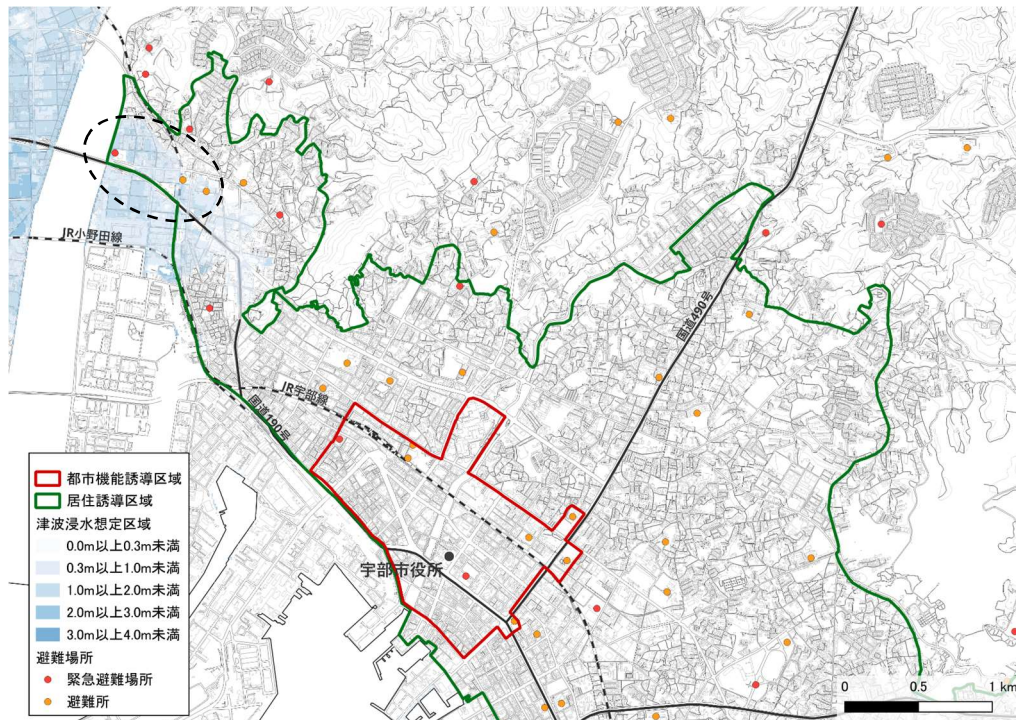 JR小野田線
国道490号
JR宇部線
国道190号
宇部市役所
都市機能誘導区域
居住誘導区域
津波浸水想定区域
0.0m以上0.3m未満
0.3m以上1.0m未満
1.0m以上2.0m未満
2.0m以上3.0m未満
3.0m以上4.0m未満
避難場所
緊急避難場所
避難所
0 0.5 1 km